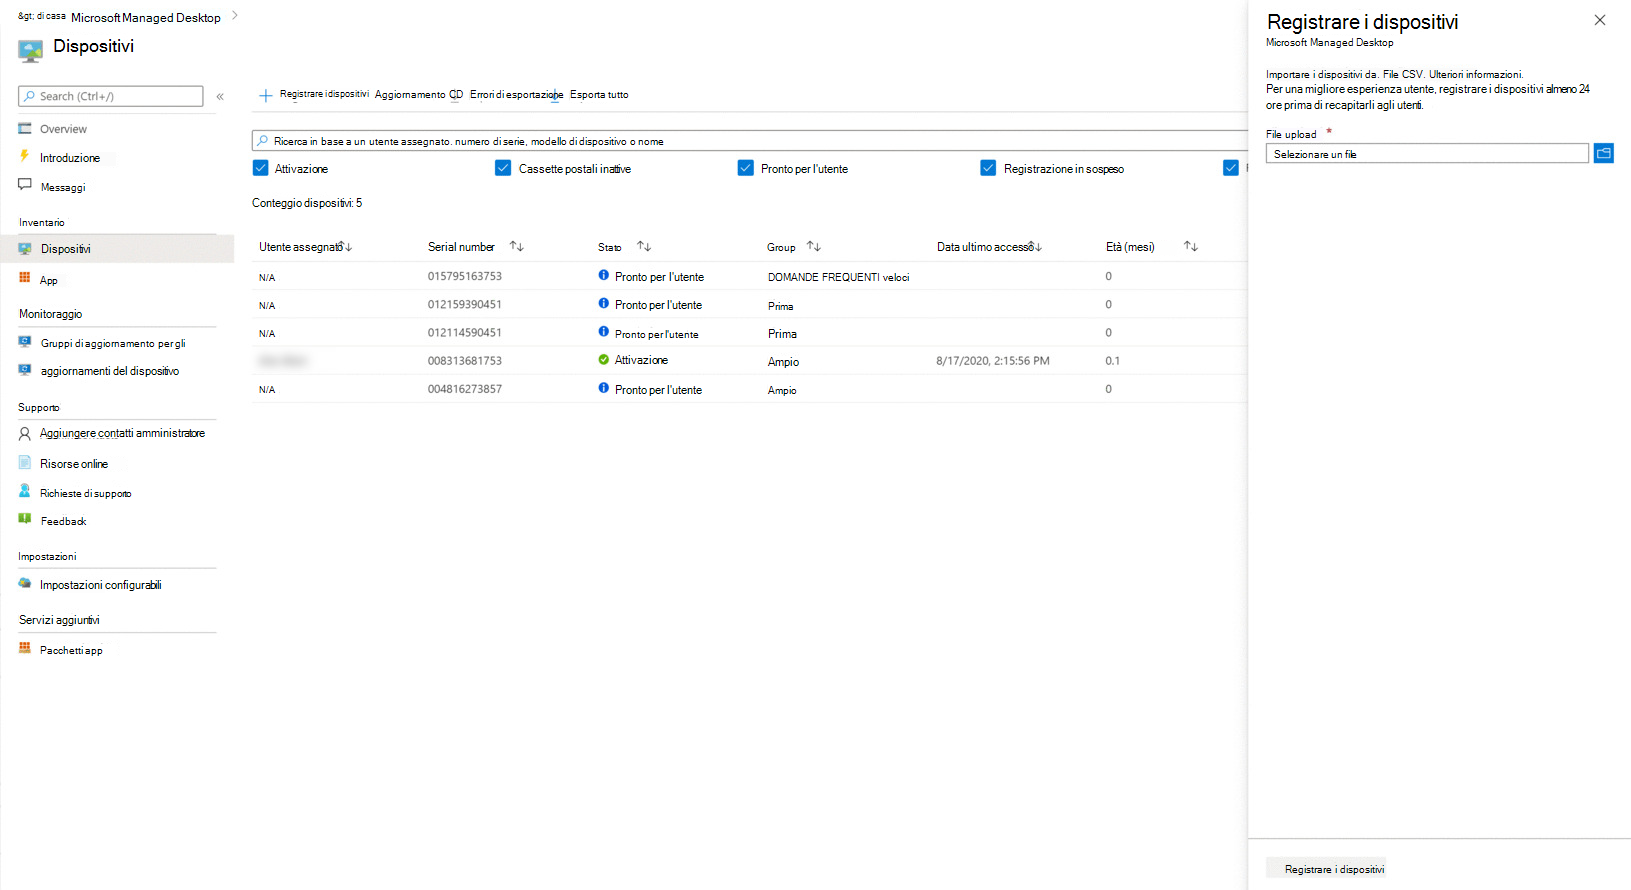 &gt; di casa Microsoft Managed Desktop
Dispositivi
Search (Ctrl+/)
Overview
Introduzione
Messaggi
Inventario
Dispositivi
App
Monitoraggio
Gruppi di aggiornamento per gli
aggiornamenti del dispositivo
Supporto
Aggiungere contatti amministratore
Risorse online
Richieste di supporto
Feedback
Impostazioni
Impostazioni configurabili
Servizi aggiuntivi
Pacchetti app
Registrare i dispositivi Aggiornamento CD Errori di esportazione Esporta tutto
Ricerca in base a un utente assegnato. numero di serie, modello di dispositivo o nome
Attivazione Cassette postali inattive Pronto per l'utente Registrazione in sospeso
Conteggio dispositivi: 5
Utente assegnato Serial number Stato Group Data ultimo accesso Età (mesi)
N/A 015795163753 Pronto per l'utente DOMANDE FREQUENTI veloci 0
N/A 012159390451 Pronto per l'utente Prima 0
N/A 012114590451 Pronto per l'utente Prima 0
008313681753 Attivazione Ampio 8/17/2020, 2:15:56 PM 0.1
N/A 004816273857 Pronto per l'utente Ampio 0
Registrare i dispositivi
Microsoft Managed Desktop
Importare i dispositivi da. File CSV. Ulteriori informazioni.
Per una migliore esperienza utente, registrare i dispositivi almeno 24
ore prima di recapitarli agli utenti.
File upload *
Selezionare un file
Registrare i dispositivi